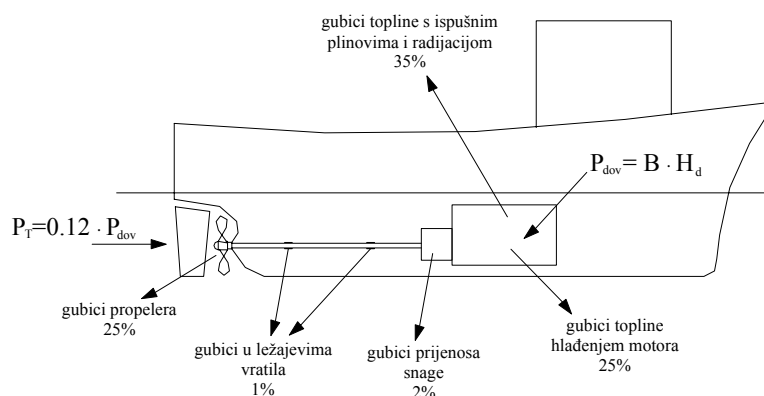 gubici topline s ispušnim
plinovima i radijacijom
35%
P_dov = B · H_d
P_T=0.12 · P_dov
gubici propelera
25%
gubici u ležajevima
vratila
1%
gubici prijenosa
snage
2%
gubici topline
hlađenjem motora
25%